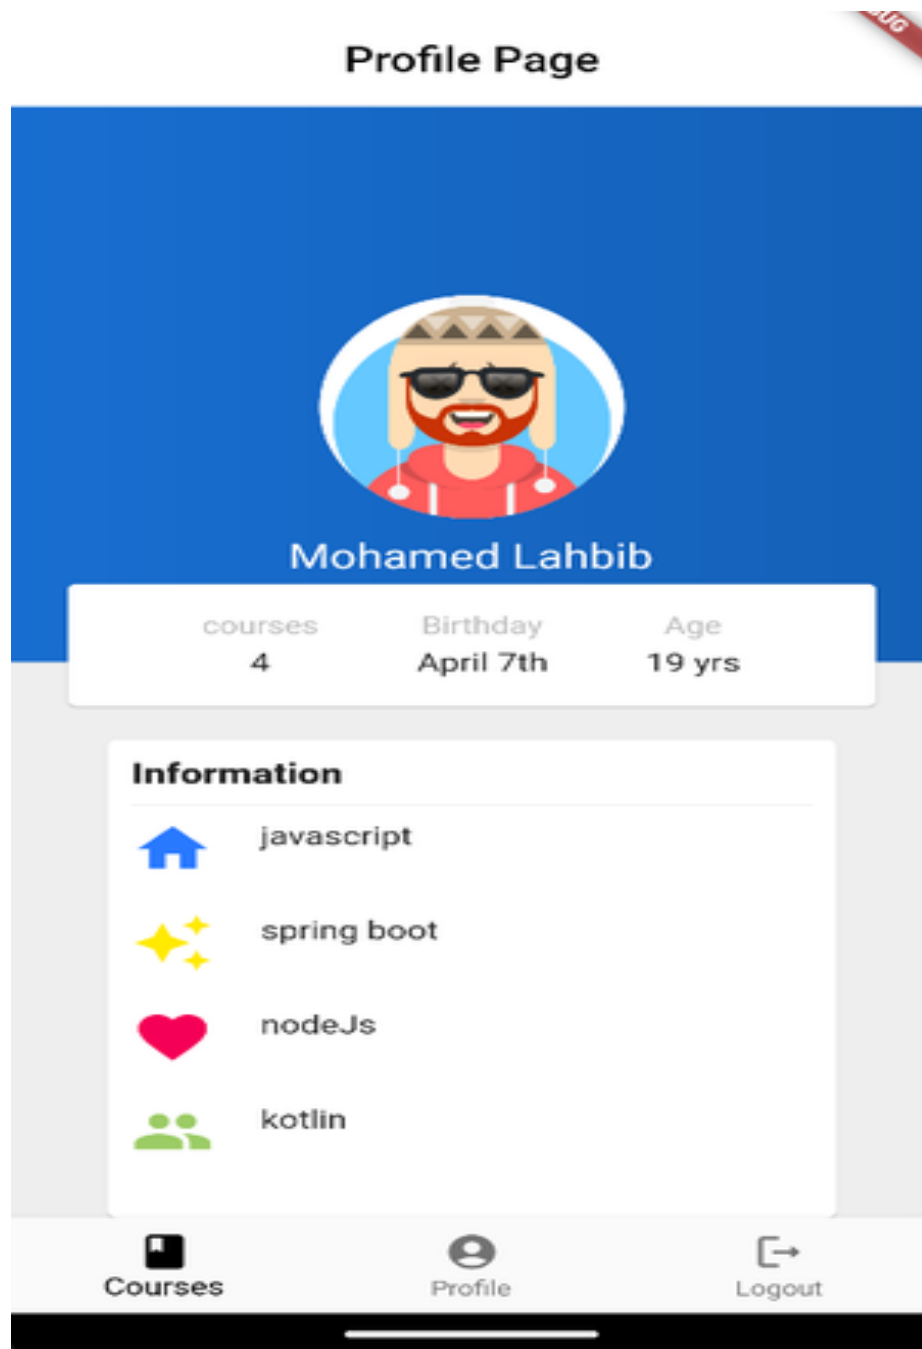 Profile Page
Mohamed Lahbib
courses Birthday Age
4 April 7th 19 yrs
Information
javascript
spring boot
nodeJs
kotlin
Courses Profile Logout